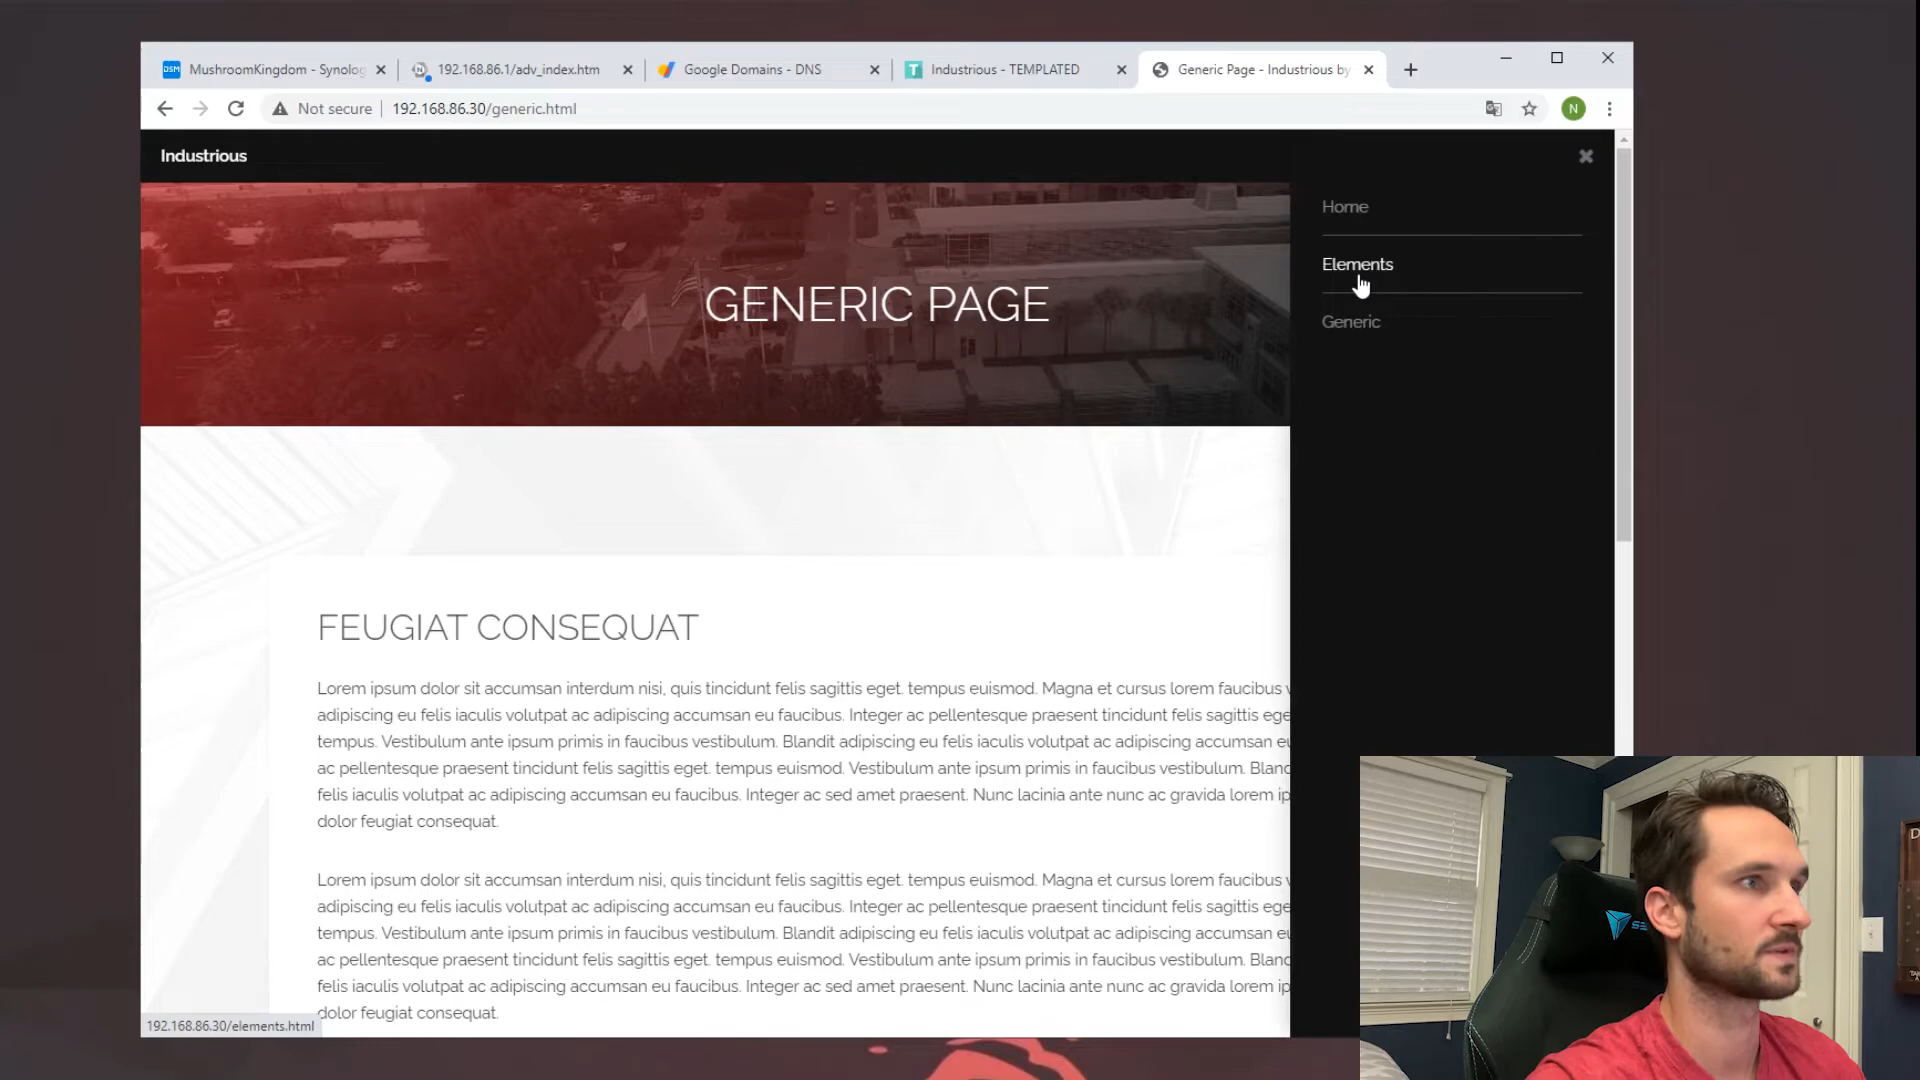 MushroomKingdom - Synolog
192.168.86.1/adv_index.htm
Google Domains - DNS
Industrious - TEMPLATED
Generic Page - Industrious by
Not secure
192.168.86.30/generic.html
N
Industrious
Home
Elements
Generic
GENERIC PAGE
FEUGIAT CONSEQUAT
Lorem ipsum dolor sit accumsan interdum nisi, quis tincidunt felis sagittis eget. tempus euismod. Magna et cursus lorem faucibus v
adipiscing eu felis iaculis volutpat ac adipiscing accumsan eu faucibus. Integer ac pellentesque praesent tincidunt felis sagittis ege
tempus. Vestibulum ante ipsum primis in faucibus vestibulum. Blandit adipiscing eu felis iaculis volutpat ac adipiscing accumsan eu
ac pellentesque praesent tincidunt felis sagittis eget. tempus euismod. Vestibulum ante ipsum primis in faucibus vestibulum. Bland
felis iaculis volutpat ac adipiscing accumsan eu faucibus. Integer ac sed amet praesent. Nunc lacinia ante nunc ac gravida lorem ip
dolor feugiat consequat.
Lorem ipsum dolor sit accumsan interdum nisi, quis tincidunt felis sagittis eget. tempus euismod. Magna et cursus lorem faucibus v
adipiscing eu felis iaculis volutpat ac adipiscing accumsan eu faucibus. Integer ac pellentesque praesent tincidunt felis sagittis ege
tempus. Vestibulum ante ipsum primis in faucibus vestibulum. Blandit adipiscing eu felis iaculis volutpat ac adipiscing accumsan eu
ac pellentesque praesent tincidunt felis sagittis eget. tempus euismod. Vestibulum ante ipsum primis in faucibus vestibulum. Bland
felis iaculis volutpat ac adipiscing accumsan eu faucibus. Integer ac sed amet praesent. Nunc lacinia ante nunc ac gravida lorem ip
dolor feugiat consequat.
192.168.86.30/elements.html